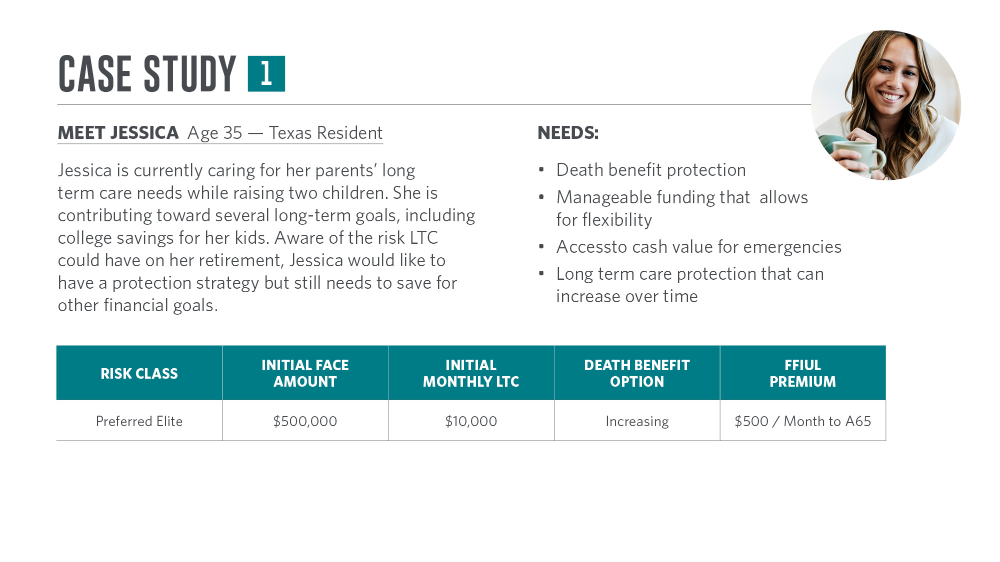 CASE STUDY 1
MEET JESSICA Age 35 — Texas Resident
Jessica is currently caring for her parents’ long
term care needs while raising two children. She is
contributing toward several long-term goals, including
college savings for her kids. Aware of the risk LTC
could have on her retirement, Jessica would like to
have a protection strategy but still needs to save for
other financial goals.
NEEDS:
• Death benefit protection
• Manageable funding that  allows
for flexibility
• Accessto cash value for emergencies
• Long term care protection that can
increase over time
RISK CLASS
INITIAL FACE
AMOUNT
INITIAL
MONTHLY LTC
DEATH BENEFIT
OPTION
FFIUL
PREMIUM
Preferred Elite
$500,000
$10,000
Increasing
$500 / Month to A65